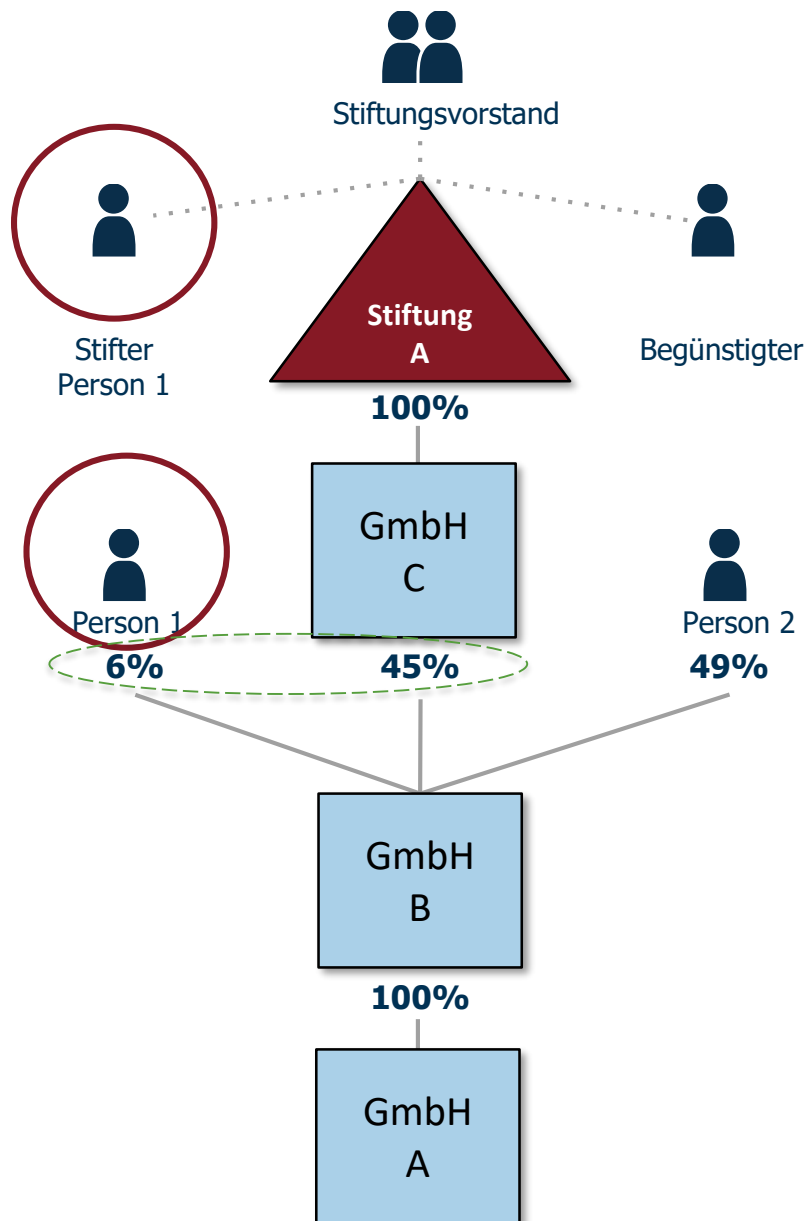 Stiftungsvorstand
Stiftung
A
Stifter
Person 1
Begünstigter
100%
GmbH
C
Person 1
Person 2
6%
45%
49%
GmbH
B
100%
GmbH
A